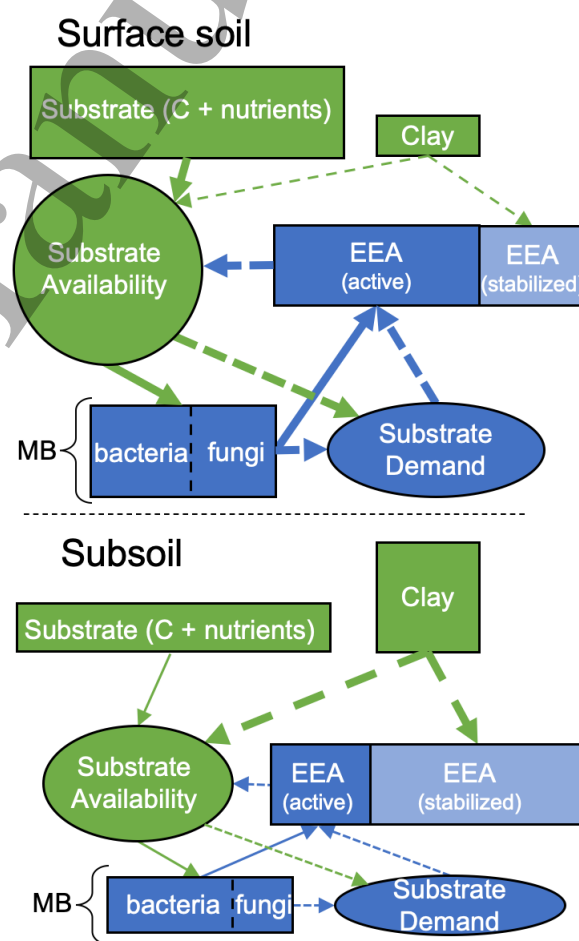 Surface soil
Substrate (C + nutrients)
Clay
Substrate
Availability
EEA
(active)
EEA
(stabilized)
MB
bacteria
fungi
Substrate
Demand
Subsoil
Substrate (C + nutrients)
Clay
Substrate
Availability
EEA
(active)
EEA
(stabilized)
MB
bacteria
fungi
Substrate
Demand